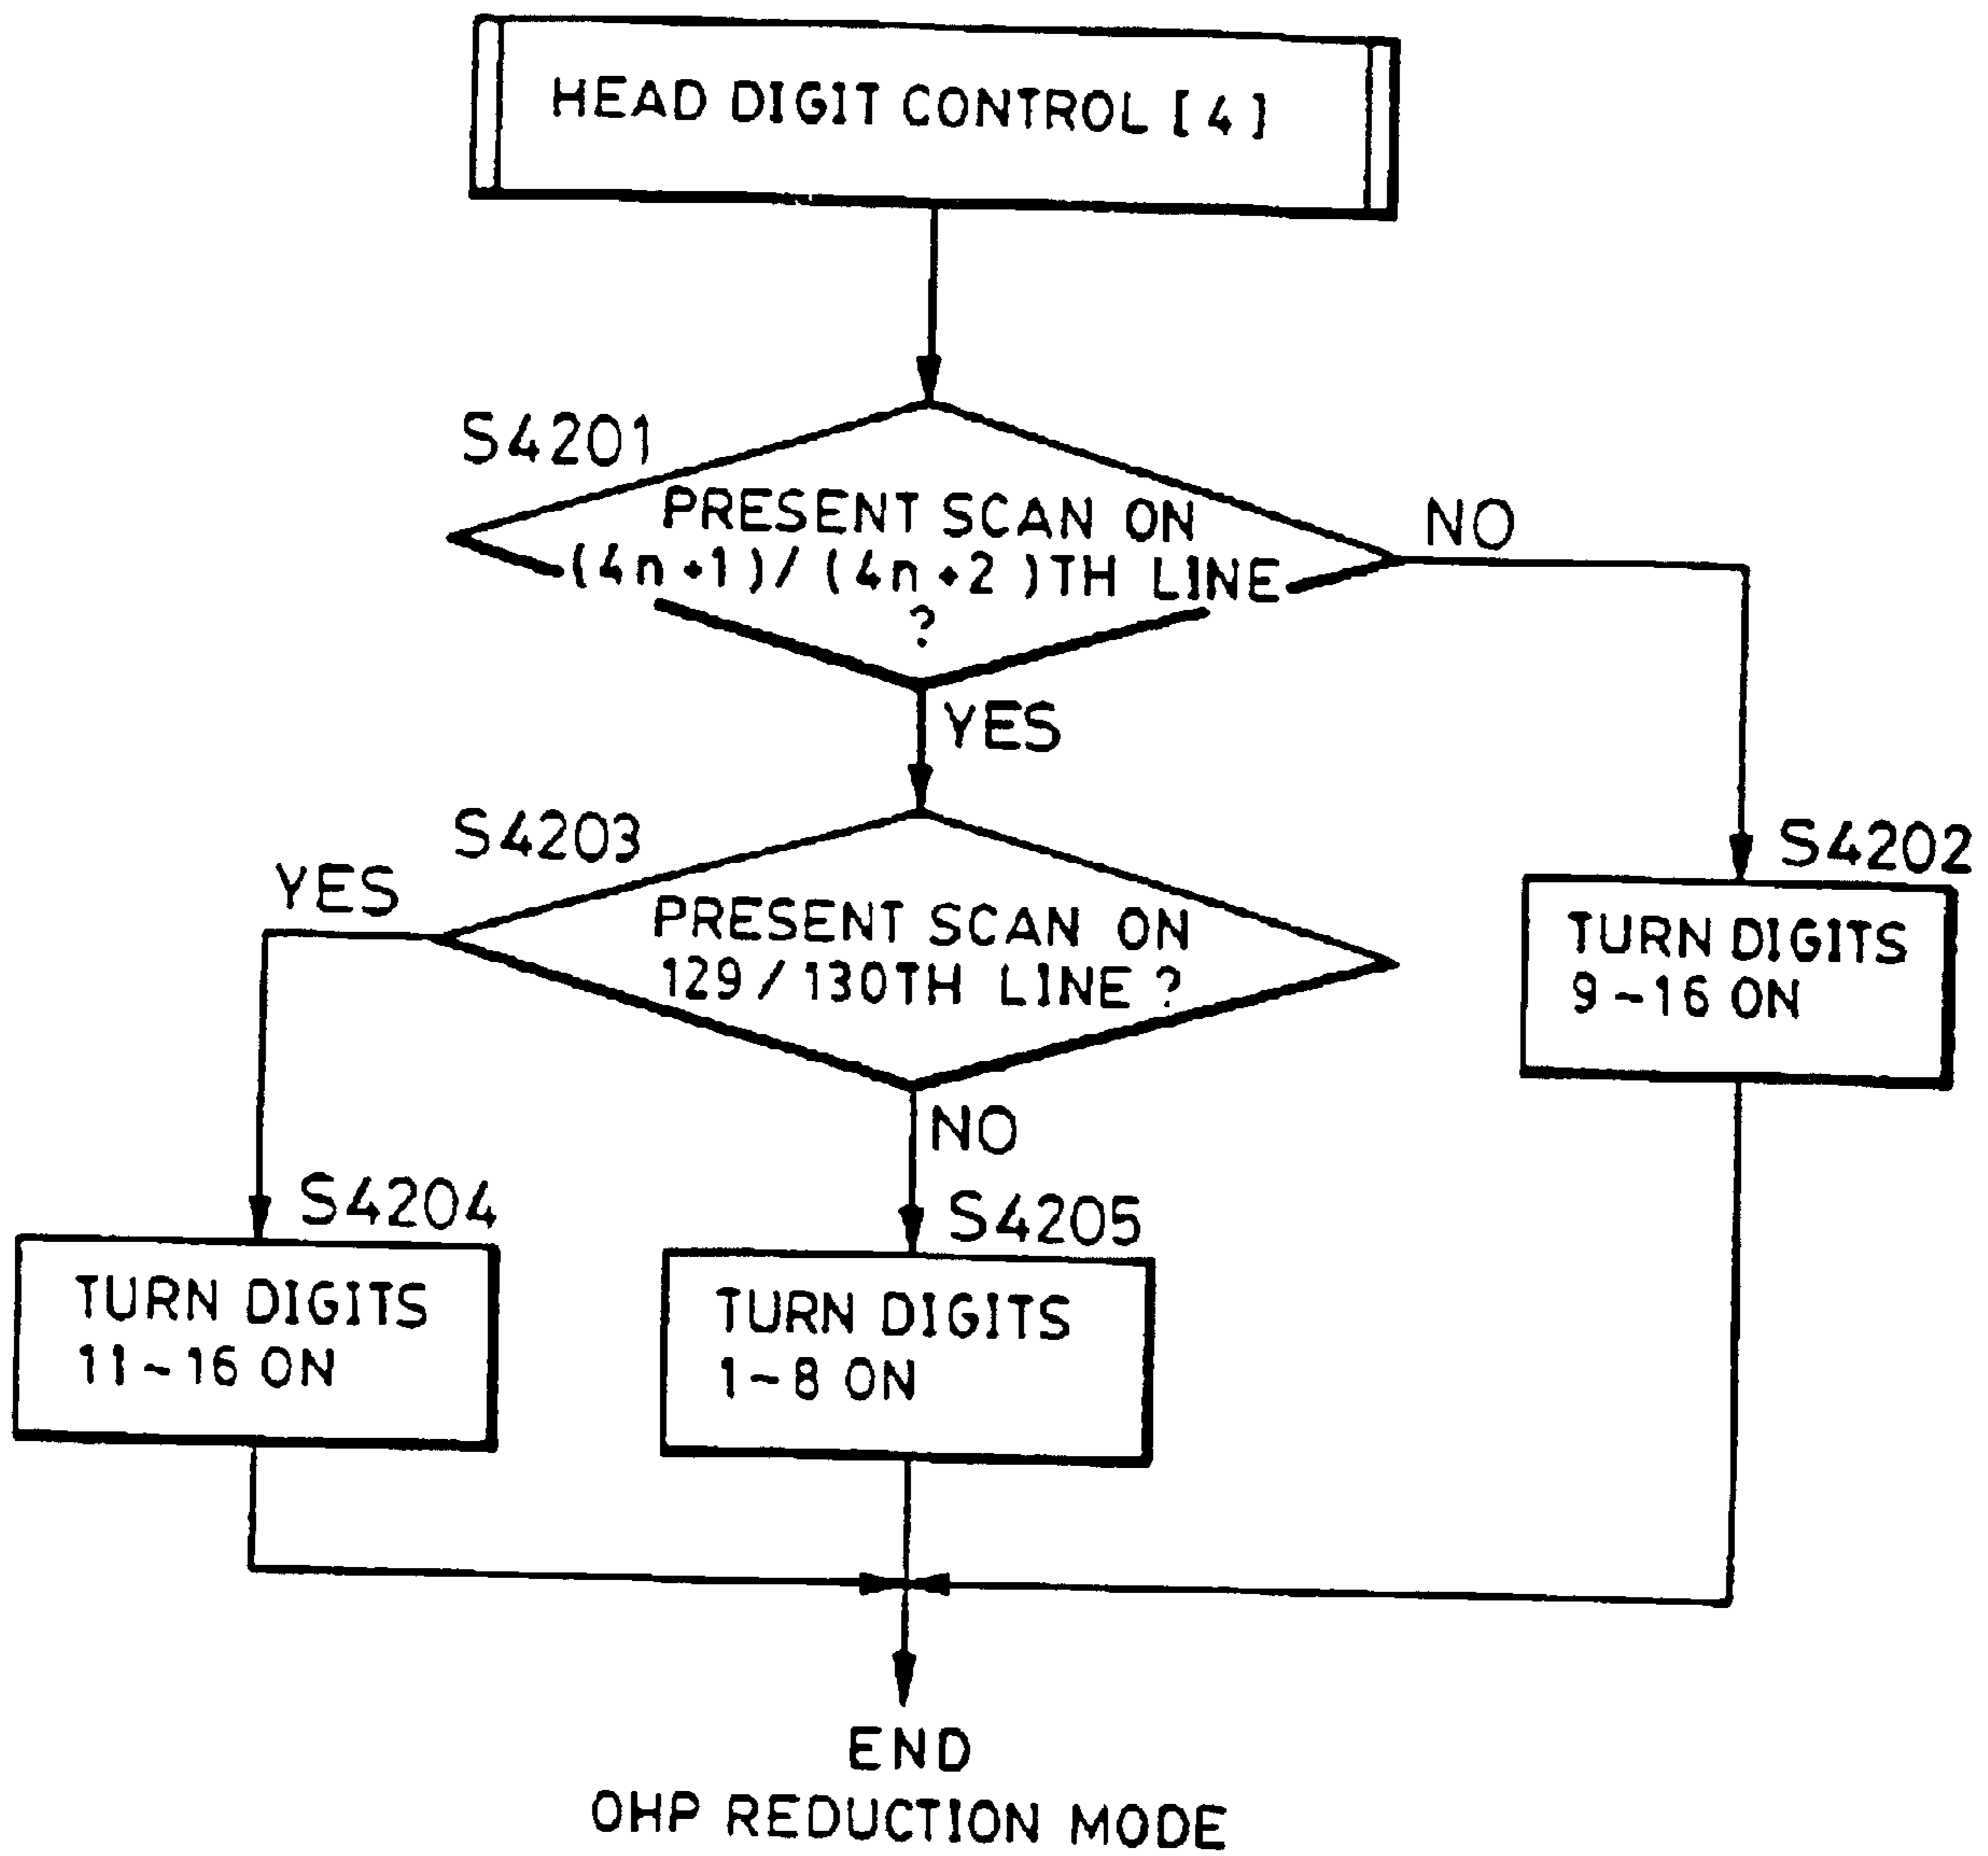 HEAD DIGIT CONTROL [4]
S4201
PRESENT SCAN ON
(4n+1)/(4n+2)TH LINE
?
NO
YES
S4203
YES
PRESENT SCAN ON
129/130TH LINE?
S4202
TURN DIGITS
9~16 ON
NO
S4204
TURN DIGITS
11~16 ON
S4205
TURN DIGITS
1~8 ON
END
OHP REDUCTION MODE